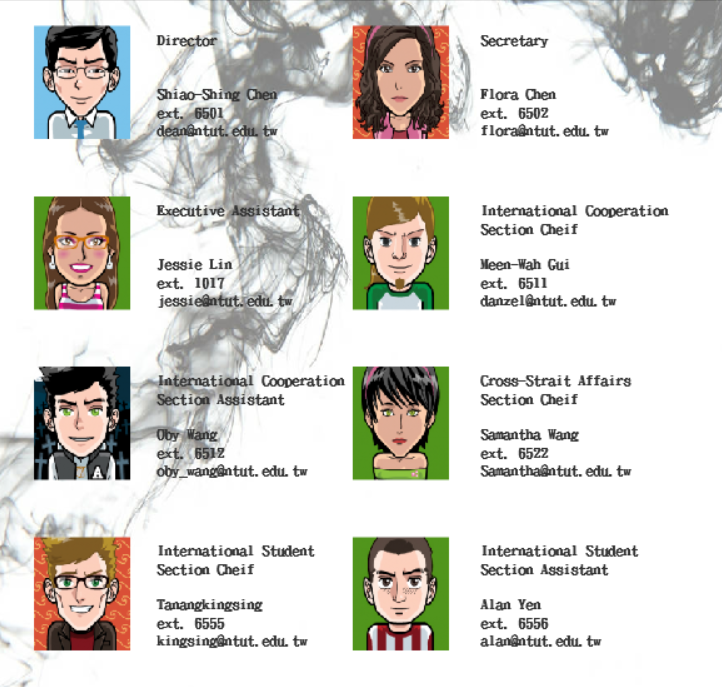 Director
Shiao-Shing Chen
ext. 6501
dean@ntut.edu.tw
Secretary
Flora Chen
ext. 6502
flora@ntut.edu.tw
Executive Assistant
Jessie Lin
ext. 1017
jessie@ntut.edu.tw
International Cooperation
Section Cheif
Meen-Wah Gui
ext. 6511
danzel@ntut.edu.tw
International Cooperation
Section Assistant
Oby Wang
ext. 6512
oby_wang@ntut.edu.tw
Cross-Strait Affairs
Section Cheif
Samantha Wang
ext. 6522
Samantha@ntut.edu.tw
International Student
Section Cheif
Tanangkingsing
ext. 6555
kingsing@ntut.edu.tw
International Student
Section Assistant
Alan Yen
ext. 6556
alan@ntut.edu.tw